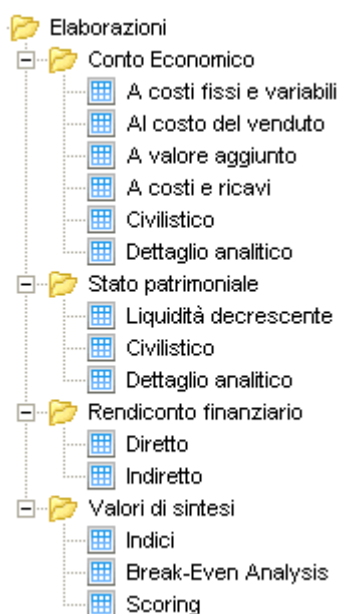 Elaborazioni
Conto Economico
A costi fissi e variabili
Al costo del venduto
A valore aggiunto
A costi e ricavi
Civilistico
Dettaglio analitico
Stato patrimoniale
Liquidità decrescente
Civilistico
Dettaglio analitico
Rendiconto finanziario
Diretto
Indiretto
Valori di sintesi
Indici
Break-Even Analysis
Scoring